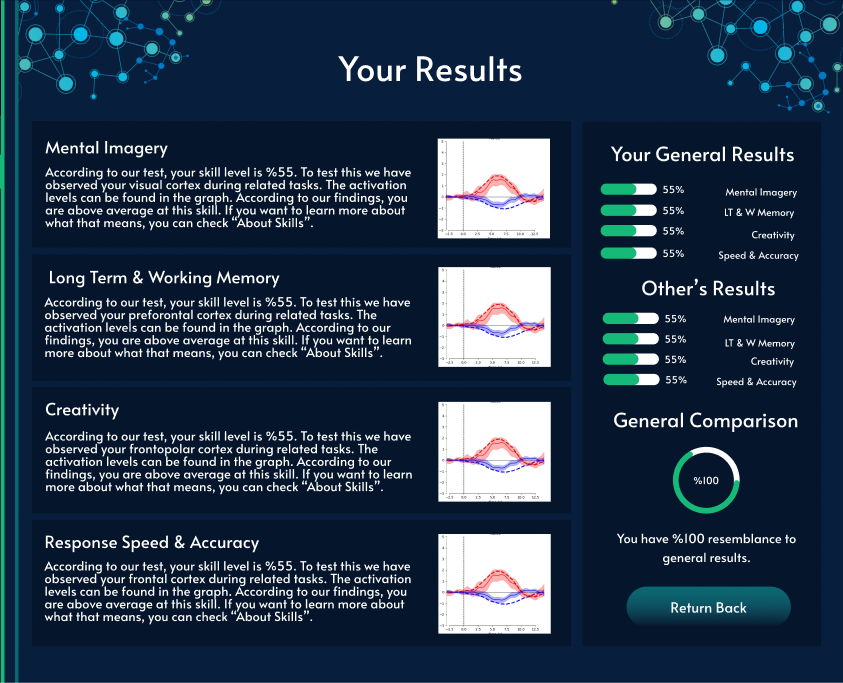 Your Results
Mental Imagery
According to our test, your skill level is %55. To test this we have
observed your visual cortex during related tasks. The activation
levels can be found in the graph. According to our findings, you
are above average at this skill. If you want to learn more about
what that means, you can check “About Skills”.
Long Term & Working Memory
According to our test, your skill level is %55. To test this we have
observed your preforontal cortex during related tasks. The
activation levels can be found in the graph. According to our
findings, you are above average at this skill. If you want to learn
more about what that means, you can check “About Skills”.
Creativity
According to our test, your skill level is %55. To test this we have
observed your frontopolar cortex during related tasks. The
activation levels can be found in the graph. According to our
findings, you are above average at this skill. If you want to learn
more about what that means, you can check “About Skills”.
Response Speed & Accuracy
According to our test, your skill level is %55. To test this we have
observed your frontal cortex during related tasks. The activation
levels can be found in the graph. According to our findings, you
are above average at this skill. If you want to learn more about
what that means, you can check “About Skills”.
Your General Results
55% Mental Imagery
55% LT & W Memory
55% Creativity
55% Speed & Accuracy
Other’s Results
55% Mental Imagery
55% LT & W Memory
55% Creativity
55% Speed & Accuracy
General Comparison
%100
You have %100 resemblance to
general results.
Return Back